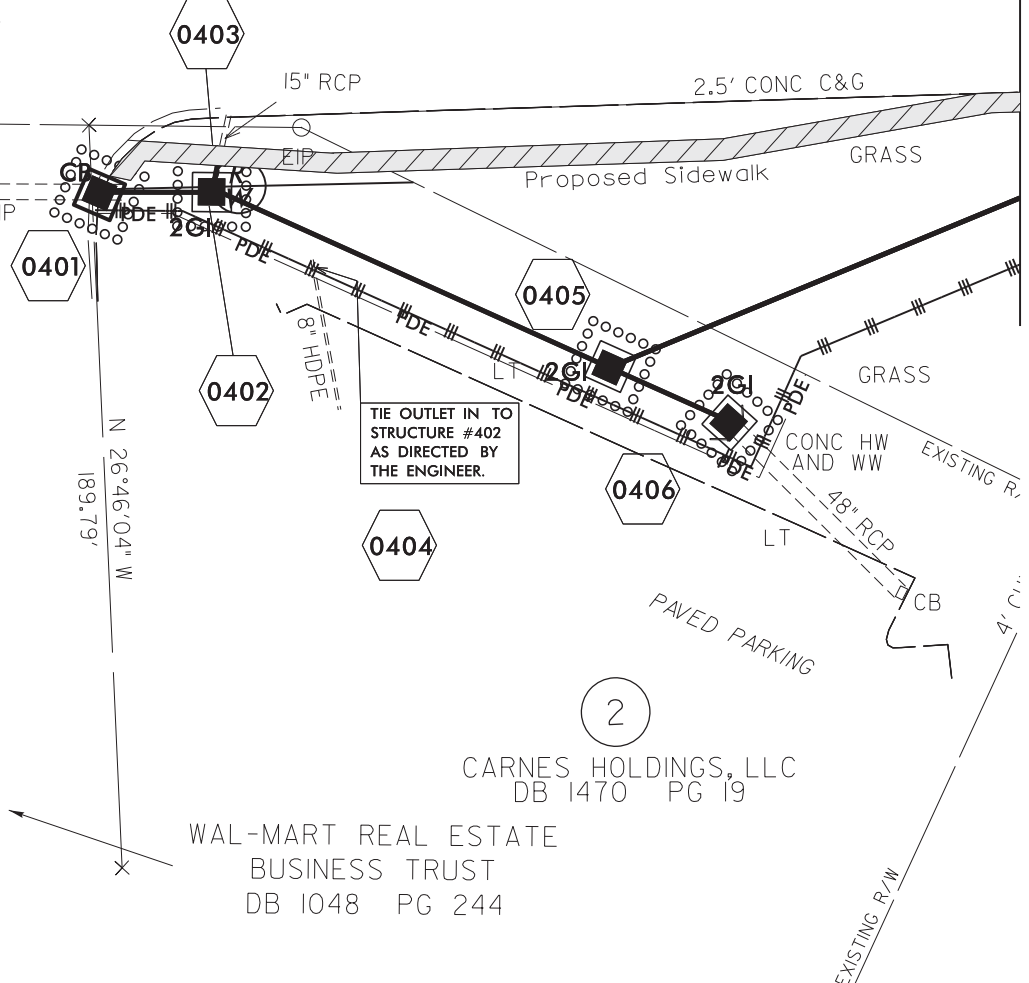 0403
15" RCP
2.5' CONC C&G
EIP
GRASS
Proposed Sidewalk
CB
R
W
IP
PDE
2GI
PDE
0401
0405
8" HDPE
PDE
LT
2GI
PDE
2GI
PDE
GRASS
0402
TIE OUTLET IN TO
STRUCTURE #402
AS DIRECTED BY
THE ENGINEER.
CONC HW
AND WW
PDE
EXISTING R/
N 26°46'04" W
189.79'
0406
48" RCP
LT
0404
CB
4' C
PAVED PARKING
2
CARNES HOLDINGS, LLC
DB 1470 PG 19
WAL-MART REAL ESTATE
BUSINESS TRUST
DB 1048 PG 244
EXISTING R/W